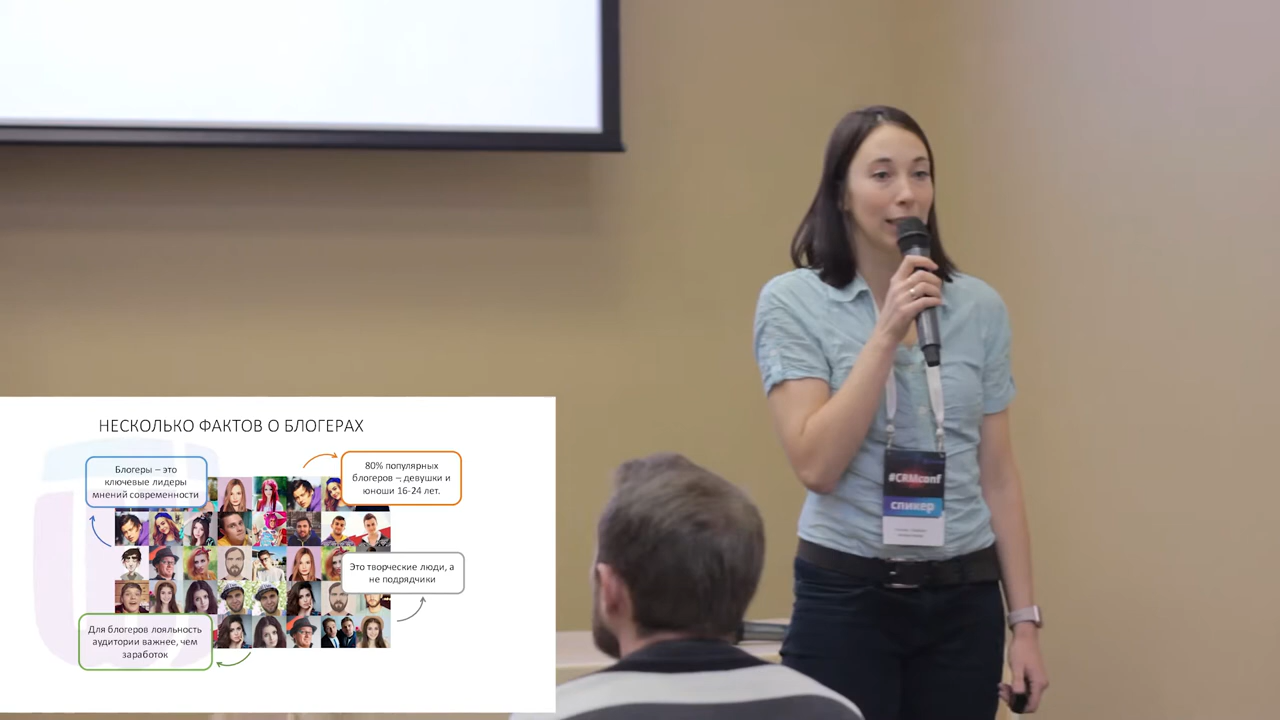 НЕСКОЛЬКО ФАКТОВ О БЛОГЕРАХ
Блогеры – это
ключевые лидеры
мнений современности
80% популярных
блогеров –, девушки и
юноши 16-24 лет.
Это творческие люди, а
не подрядчики
Для блогеров лояльность
аудитории важнее, чем
заработок
#CRMconf
спикер